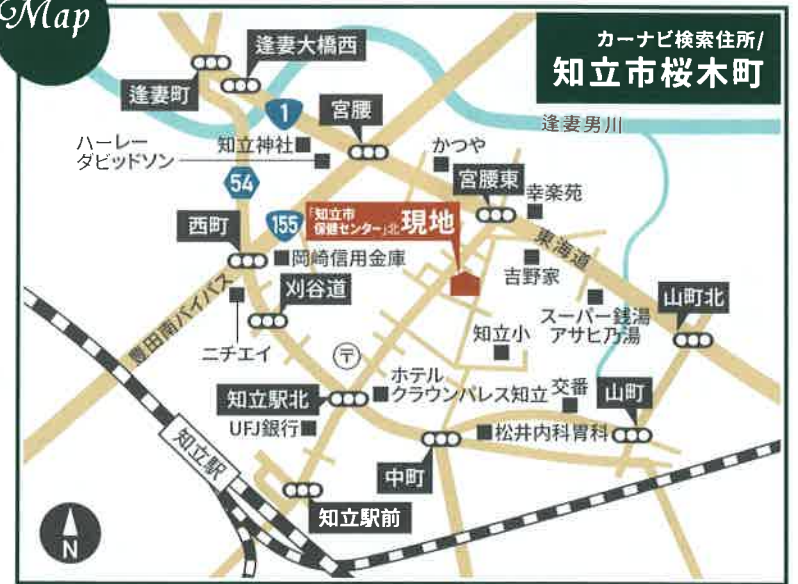 Map
カーナビ検索住所/
知立市桜木町
逢妻大橋西
逢妻町
1
宮腰
逢妻男川
ハーレー
ダビッドソン
知立神社
かつや
54
宮腰東
幸楽苑
西町
155
「知立市
保健センター」北
現地
東海道
岡崎信用金庫
吉野家
刈谷道
山町北
豊田南バイパス
スーパー銭湯
アサヒ乃湯
知立小
ニチエイ
〒
ホテル
クラウンパレス知立
交番
山町
知立駅北
UFJ銀行
松井内科胃科
知立駅
中町
知立駅前
N